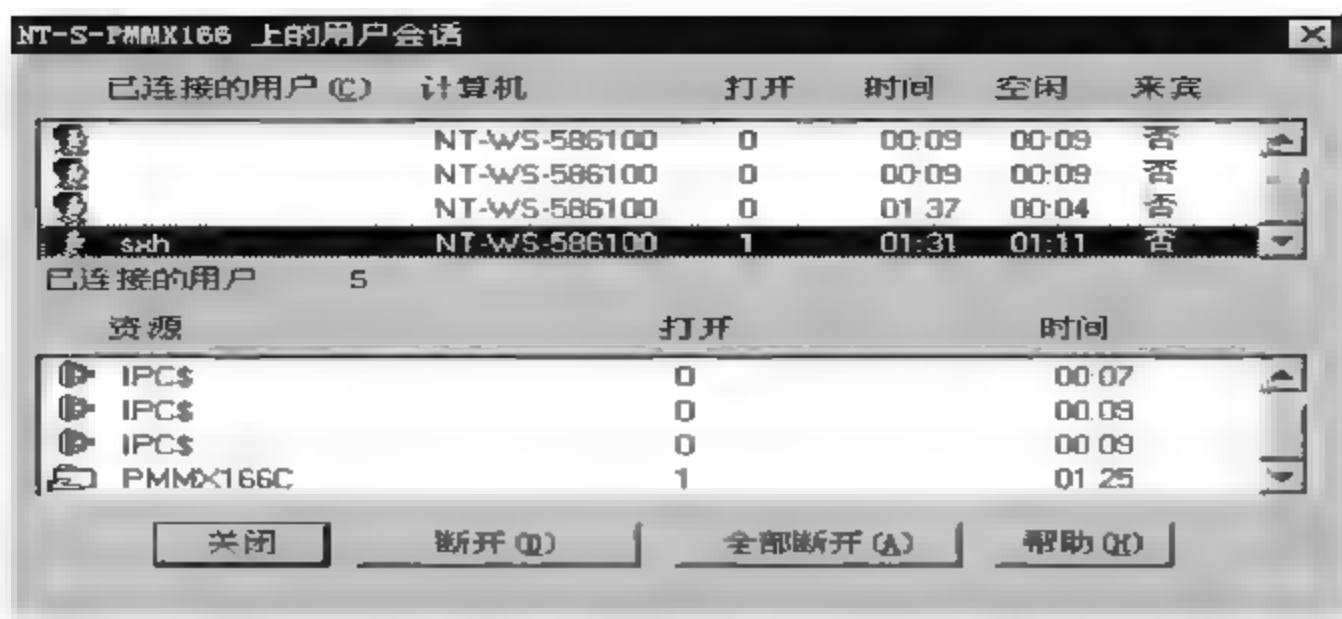 NT-S-PMMX166 上的用户会话
已连接的用户(C) 计算机 打开 时间 空闲 来宾
NT-WS-586100 0 00:09 00:09 否
NT-WS-586100 0 00:09 00:09 否
NT-WS-586100 0 01 37 00:04 否
sxh NT-WS-586100 1 01:31 01:11 否
已连接的用户 5
资源 打开 时间
IPC$ 0 00:07
IPC$ 0 00.09
IPC$ 0 00 09
PMMX166C 1 01 25
关闭 断开(D) 全部断开(A) 帮助(H)